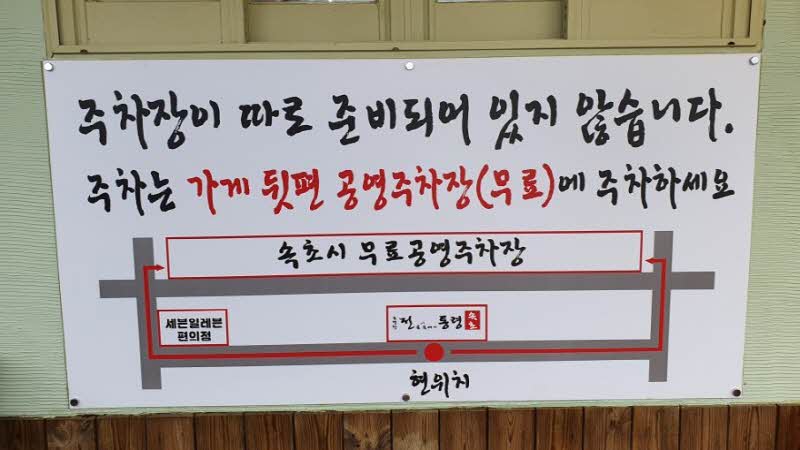 주차장이 따로 준비되어 있지 않습니다.
주차는 가게 뒷편 공영주차장(무료)에 주차하세요
속초시 무료공영주차장
세븐일레븐
편의점
현위치